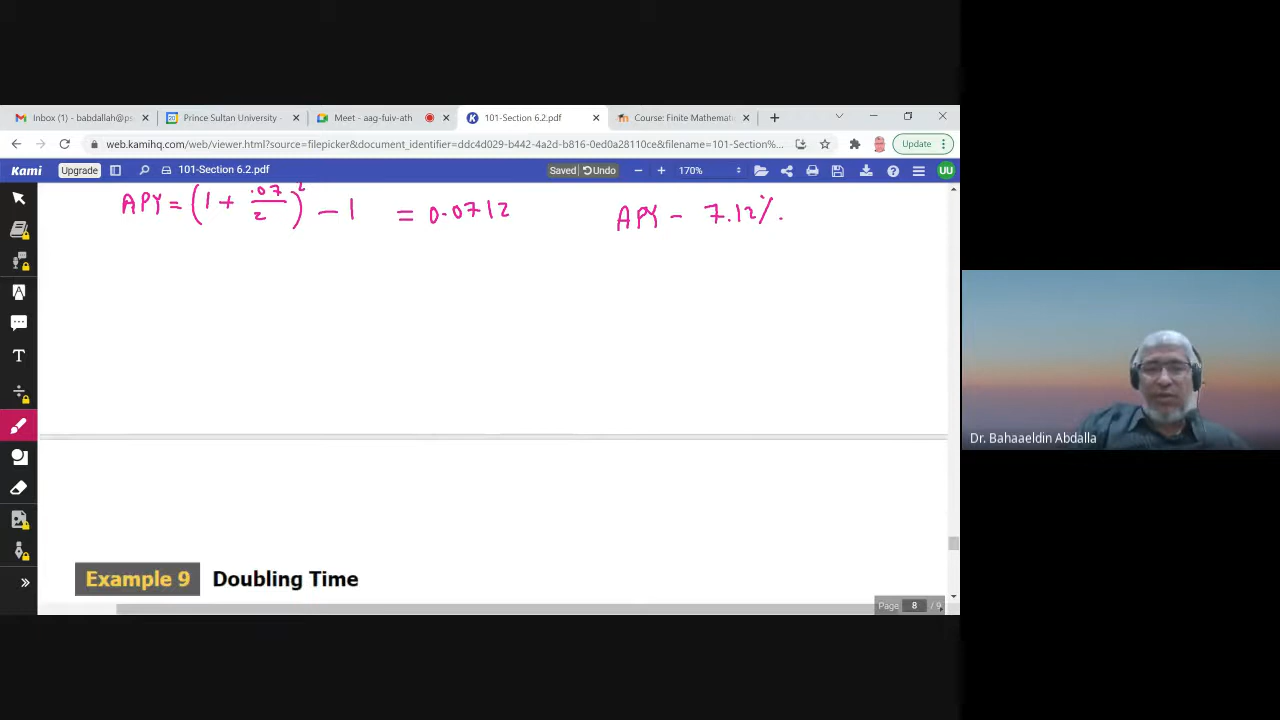 Inbox (1) - babdallah@ps
Prince Sultan University -
Meet - aag-fuiv-ath
101-Section 6.2.pdf
Course: Finite Mathemati
web.kamihq.com/web/viewer.html?source=filepicker&document_identifier=ddc4d029-b442-4a2d-b816-0ed0a28110ce&filename=101-Section%...
Update
Kami
Upgrade
101-Section 6.2.pdf
Saved
Undo
170%
UU
APY = (1 + .07/2)^2 - 1 = 0.0712
APY - 7.12%.
Dr. Bahaaeldin Abdalla
Example 9 Doubling Time
Page 8 / 9